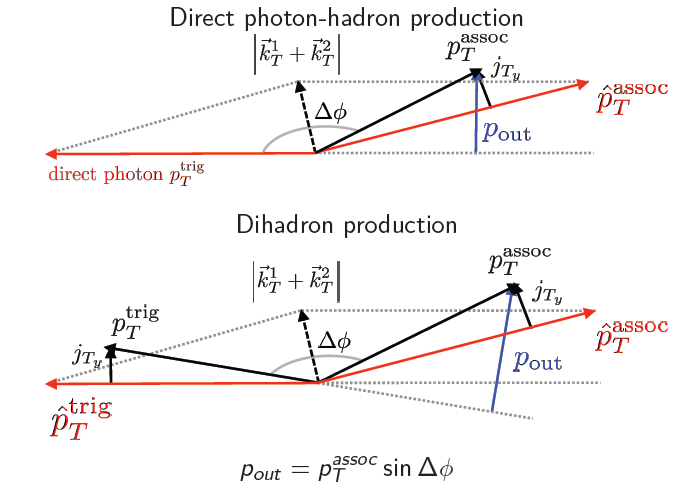 Direct photon-hadron production
|k⃗_T^1 + k⃗_T^2|
p_T^assoc
j_{T_y}
Δϕ
p̂_T^assoc
p_out
direct photon p_T^trig
Dihadron production
|k⃗_T^1 + k⃗_T^2|
p_T^assoc
j_{T_y}
p_T^trig
Δϕ
j_{T_y}
p̂_T^assoc
p_out
p̂_T^trig
p_out = p_T^assoc sin Δϕ